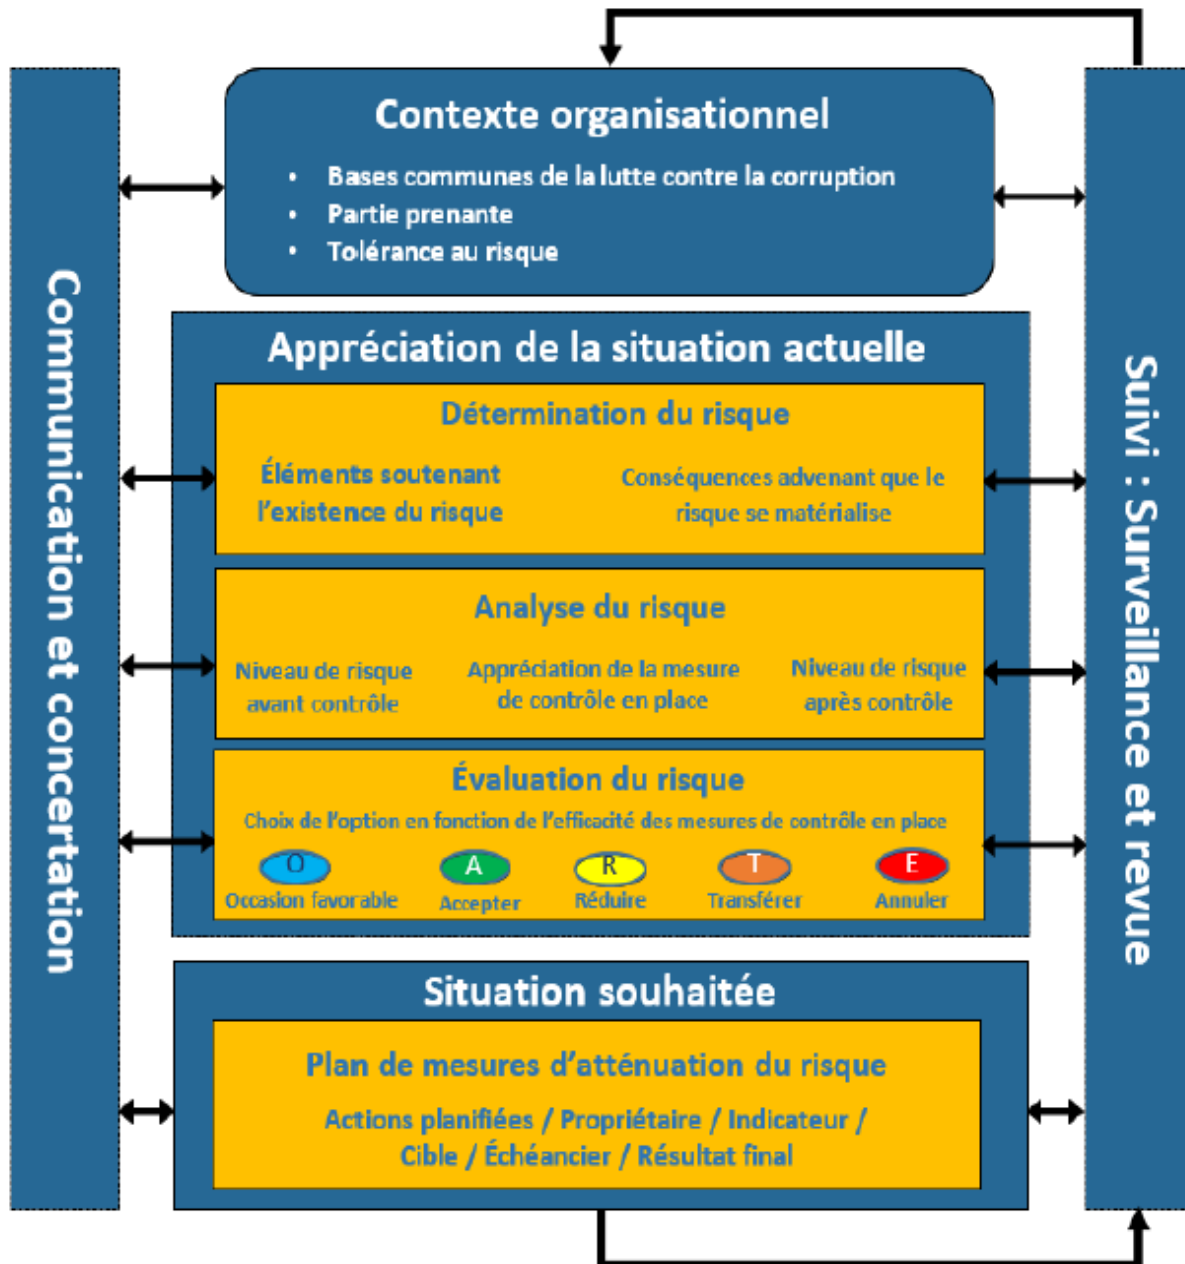 Contexte organisationnel
• Bases communes de la lutte contre la corruption
• Partie prenante
• Tolérance au risque
Communication et concertation
Appréciation de la situation actuelle
Détermination du risque
Éléments soutenant
l'existence du risque
Conséquences advenant que le
risque se matérialise
Analyse du risque
Niveau de risque
avant contrôle
Appréciation de la mesure
de contrôle en place
Niveau de risque
après contrôle
Évaluation du risque
Choix de l'option en fonction de l'efficacité des mesures de contrôle en place
O
A
R
T
E
Occasion favorable
Accepter
Réduire
Transférer
Annuler
Situation souhaitée
Plan de mesures d'atténuation du risque
Actions planifiées / Propriétaire / Indicateur /
Cible / Échéancier / Résultat final
Suivi : Surveillance et revue